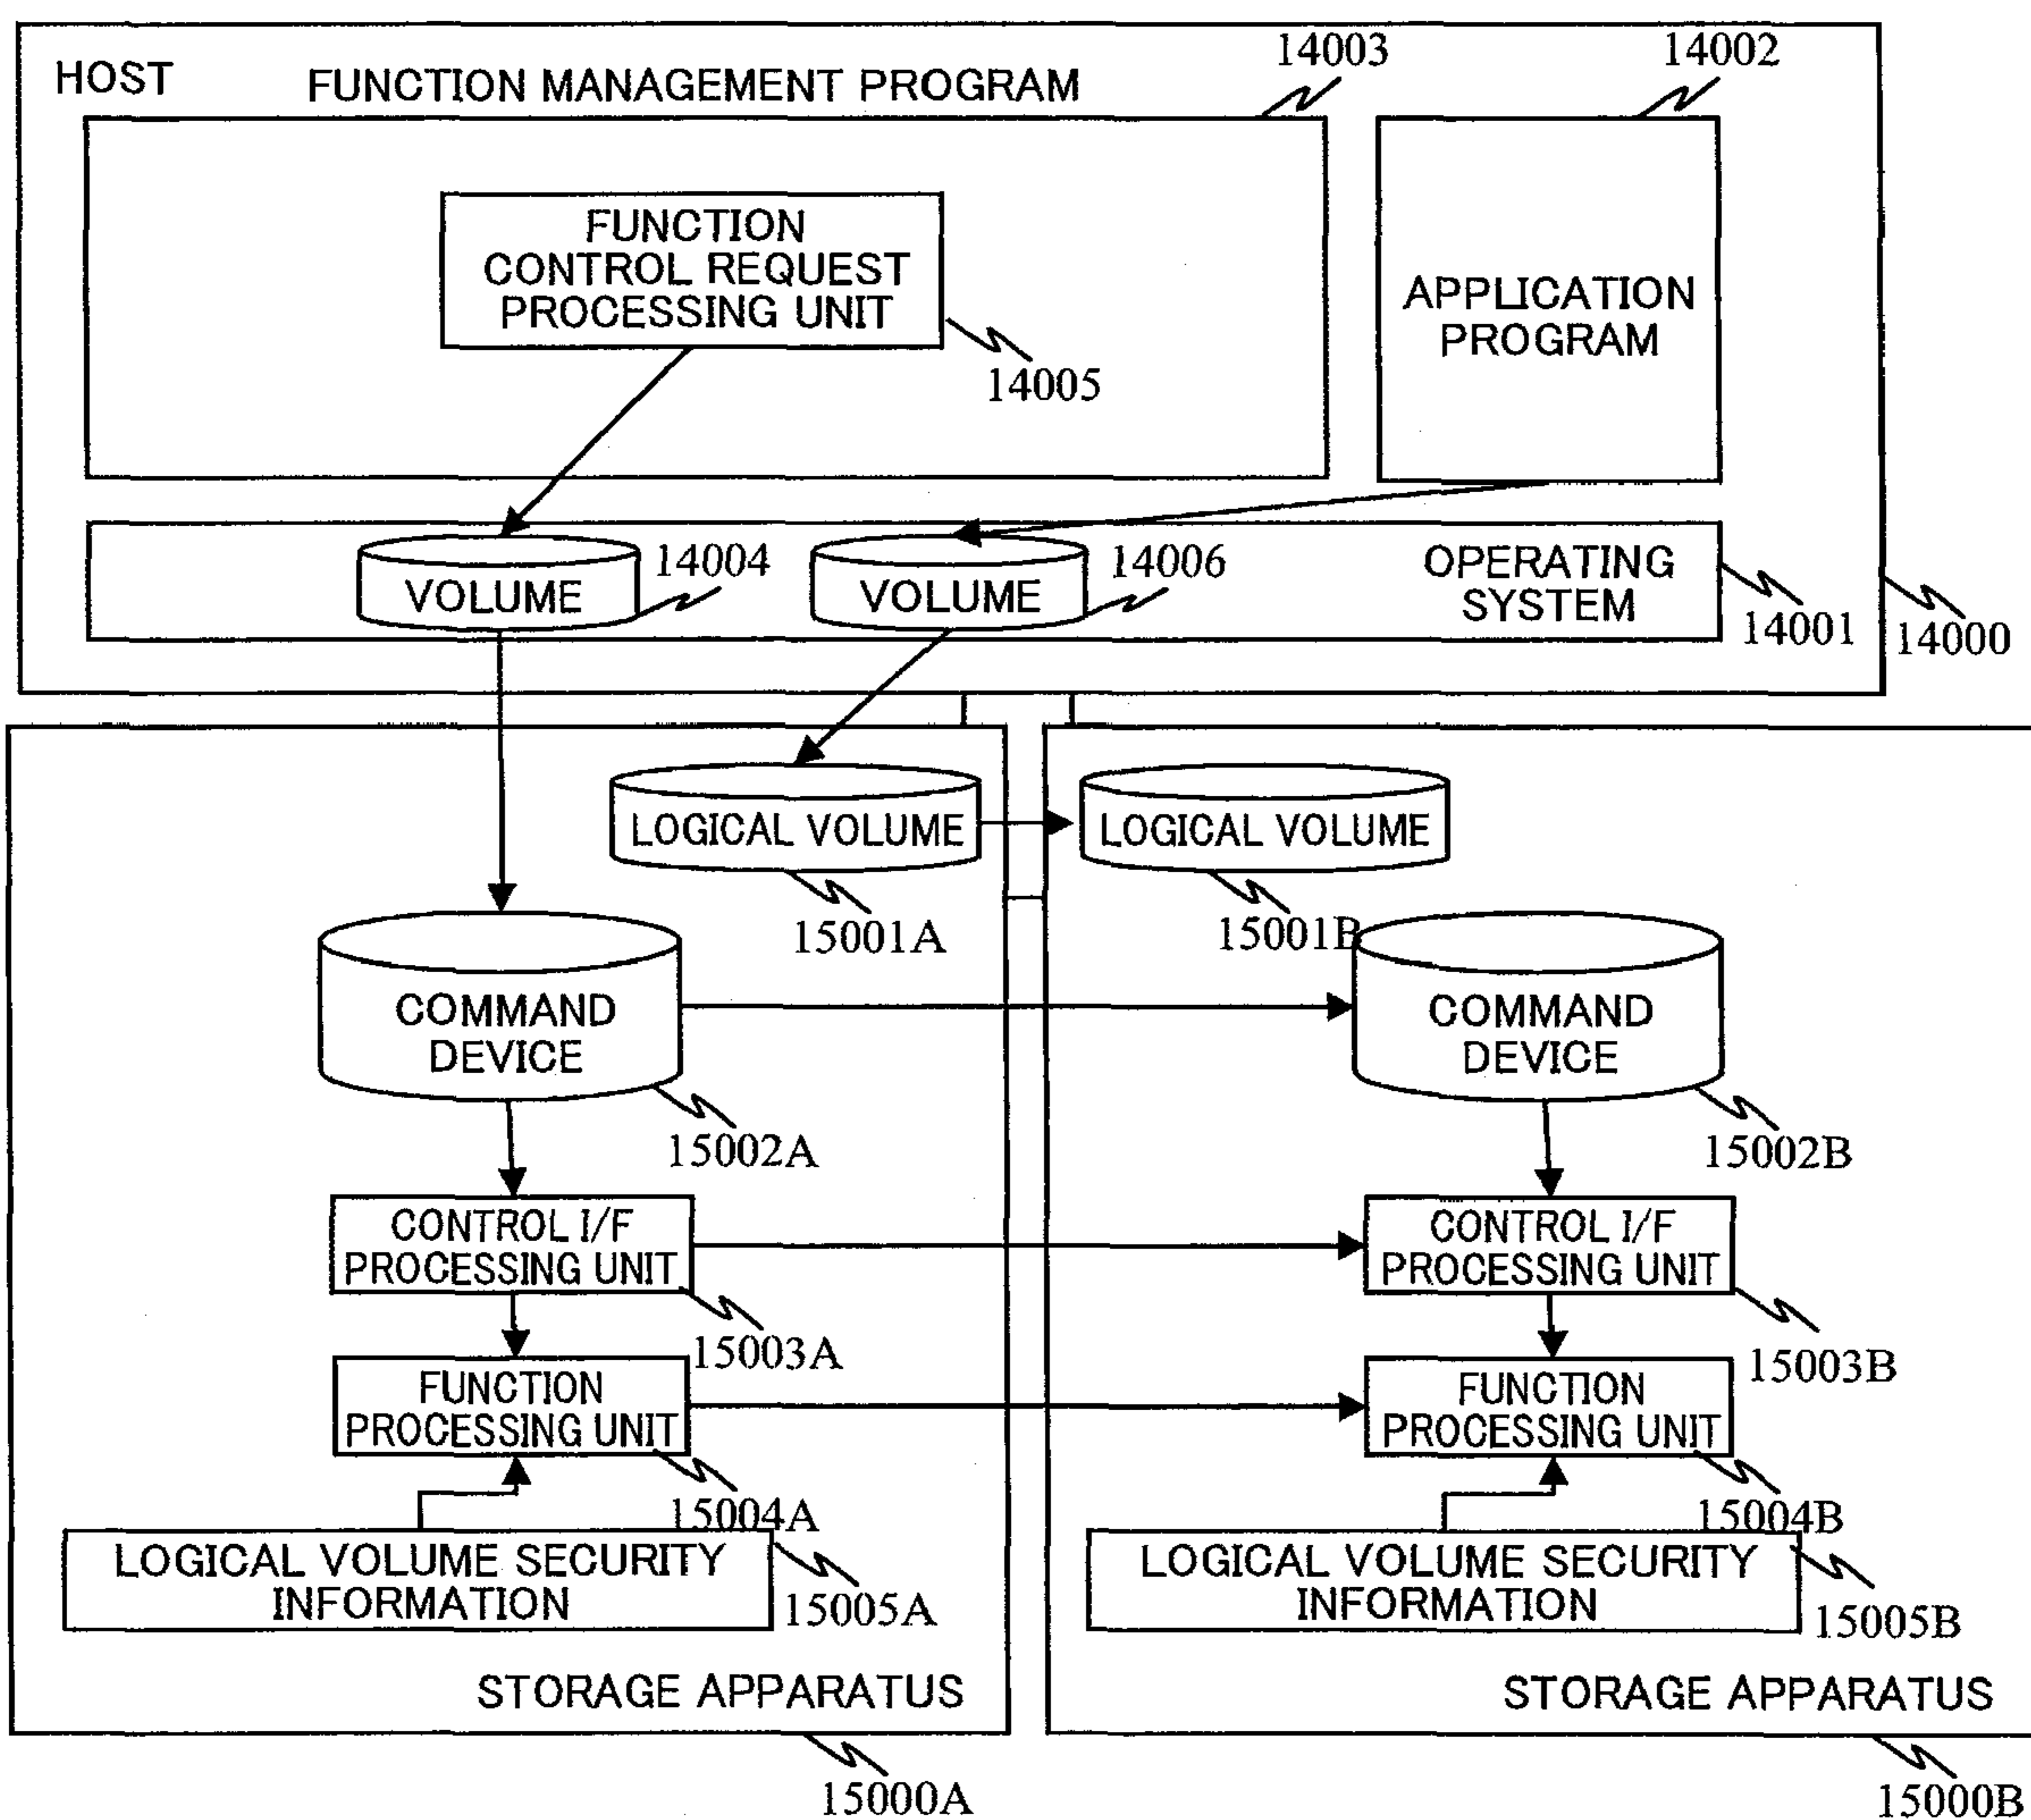 14003
14002
HOST
FUNCTION MANAGEMENT PROGRAM
FUNCTION
CONTROL REQUEST
PROCESSING UNIT
14005
APPLICATION
PROGRAM
VOLUME
14004
VOLUME
14006
OPERATING
SYSTEM
14001
14000
LOGICAL VOLUME
LOGICAL VOLUME
15001A
15001B
COMMAND
DEVICE
COMMAND
DEVICE
15002A
15002B
CONTROL I/F
PROCESSING UNIT
CONTROL I/F
PROCESSING UNIT
15003A
15003B
FUNCTION
PROCESSING UNIT
FUNCTION
PROCESSING UNIT
15004A
15004B
LOGICAL VOLUME SECURITY
INFORMATION
LOGICAL VOLUME SECURITY
INFORMATION
15005A
15005B
STORAGE APPARATUS
STORAGE APPARATUS
15000A
15000B